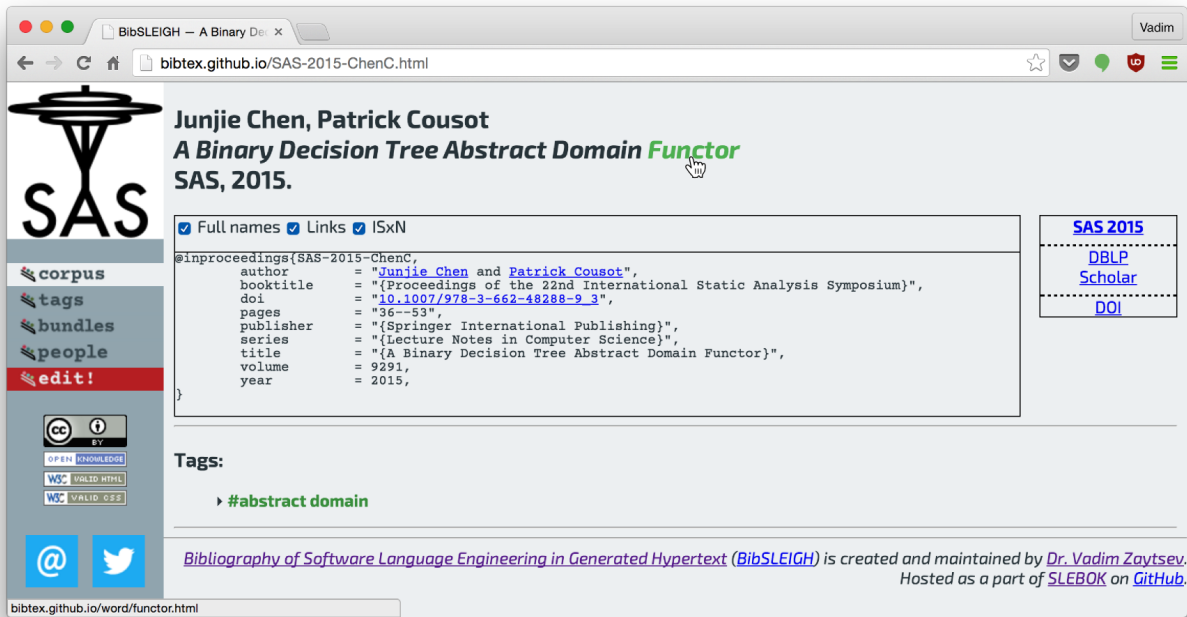 BibSLEIGH — A Binary Dec
Vadim
bibtex.github.io/SAS-2015-ChenC.html
SAS
corpus
tags
bundles
people
edit!
cc BY
OPEN KNOWLEDGE
W3C VALID HTML
W3C VALID CSS
@
Junjie Chen, Patrick Cousot
A Binary Decision Tree Abstract Domain Functor
SAS, 2015.
Full names Links ISxN
@inproceedings{SAS-2015-ChenC,
author = "Junjie Chen and Patrick Cousot",
booktitle = "{Proceedings of the 22nd International Static Analysis Symposium}",
doi = "10.1007/978-3-662-48288-9_3",
pages = "36--53",
publisher = "{Springer International Publishing}",
series = "{Lecture Notes in Computer Science}",
title = "{A Binary Decision Tree Abstract Domain Functor}",
volume = 9291,
year = 2015,
}
SAS 2015
DBLP
Scholar
DOI
Tags:
#abstract domain
Bibliography of Software Language Engineering in Generated Hypertext (BibSLEIGH) is created and maintained by Dr. Vadim Zaytsev.
Hosted as a part of SLEBOK on GitHub.
bibtex.github.io/word/functor.html